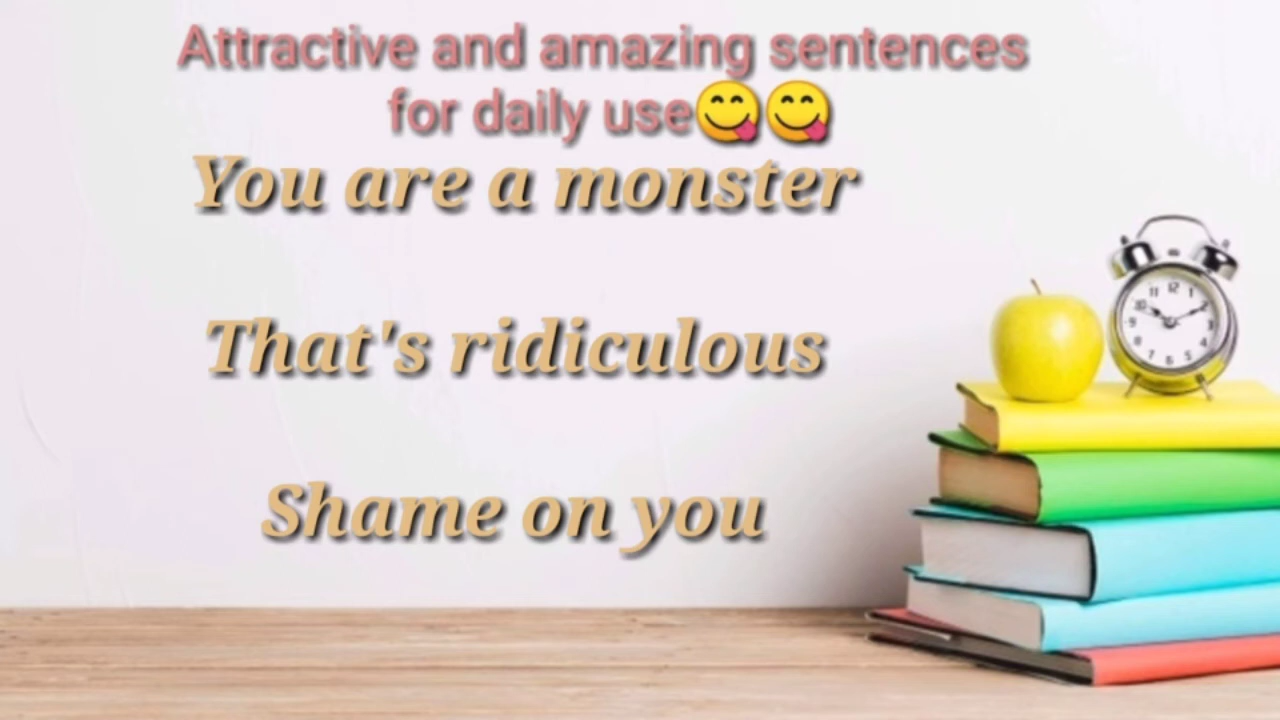 Attractive and amazing sentences
for daily use😋😋
You are a monster
That's ridiculous
Shame on you